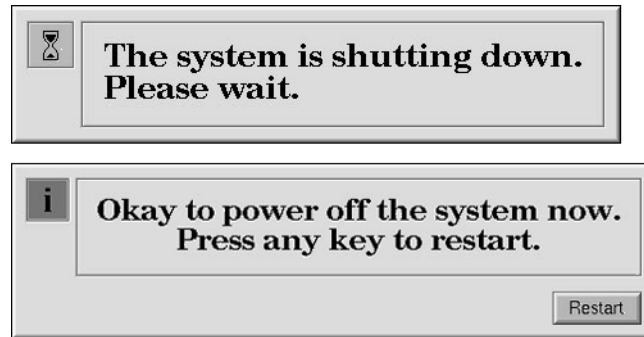 The system is shutting down.
Please wait.
i
Okay to power off the system now.
Press any key to restart.
Restart